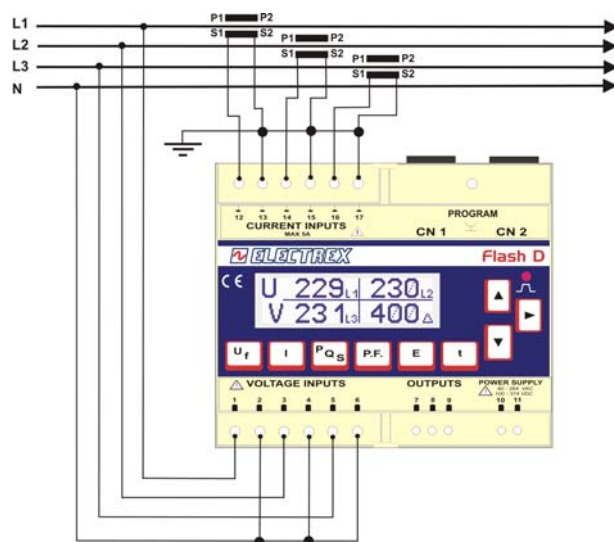 L1
P1 P2
L2
S1 S2
P1 P2
L3
S1 S2
P1 P2
N
S1 S2
12 13 14 15 16 17
CURRENT INPUTS
MAX 5A
PROGRAM
CN 1 CN 2
ELECTREX
Flash D
CE
U 229 L1 230 L2
V 231 L3 400 Δ
Uf I PQS P.F. E t
VOLTAGE INPUTS
OUTPUTS
POWER SUPPLY
1 2 3 4 5 6 7 8 9 10 11